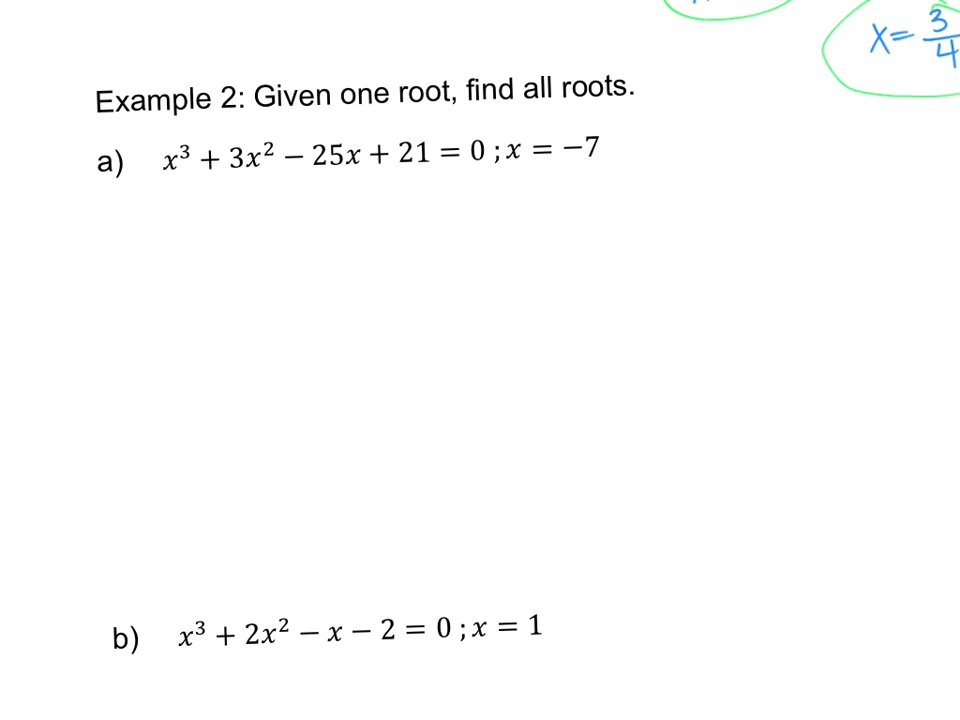 x= 3/4
Example 2: Given one root, find all roots.
a) x³ + 3x² − 25x + 21 = 0 ; x = −7
b) x³ + 2x² − x − 2 = 0 ; x = 1